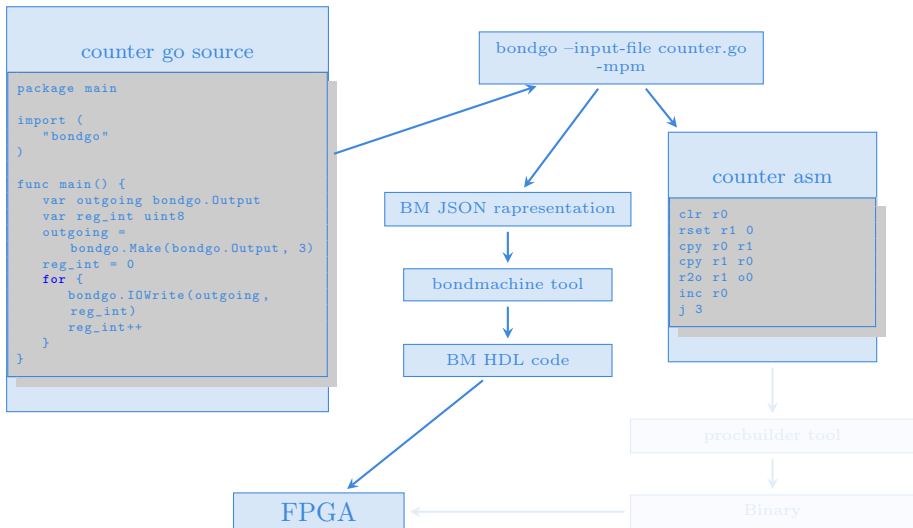 counter go source
package main
import (
"bondgo"
)
func main() {
var outgoing bondgo.Output
var reg_int uint8
outgoing =
bondgo.Make(bondgo.Output, 3)
reg_int = 0
for {
bondgo.IOWrite(outgoing,
reg_int)
reg_int++
}
}
bondgo –input-file counter.go
-mpm
BM JSON rapresentation
bondmachine tool
BM HDL code
counter asm
clr r0
rset r1 0
cpy r0 r1
cpy r1 r0
r2o r1 o0
inc r0
j 3
procbuilder tool
Binary
FPGA